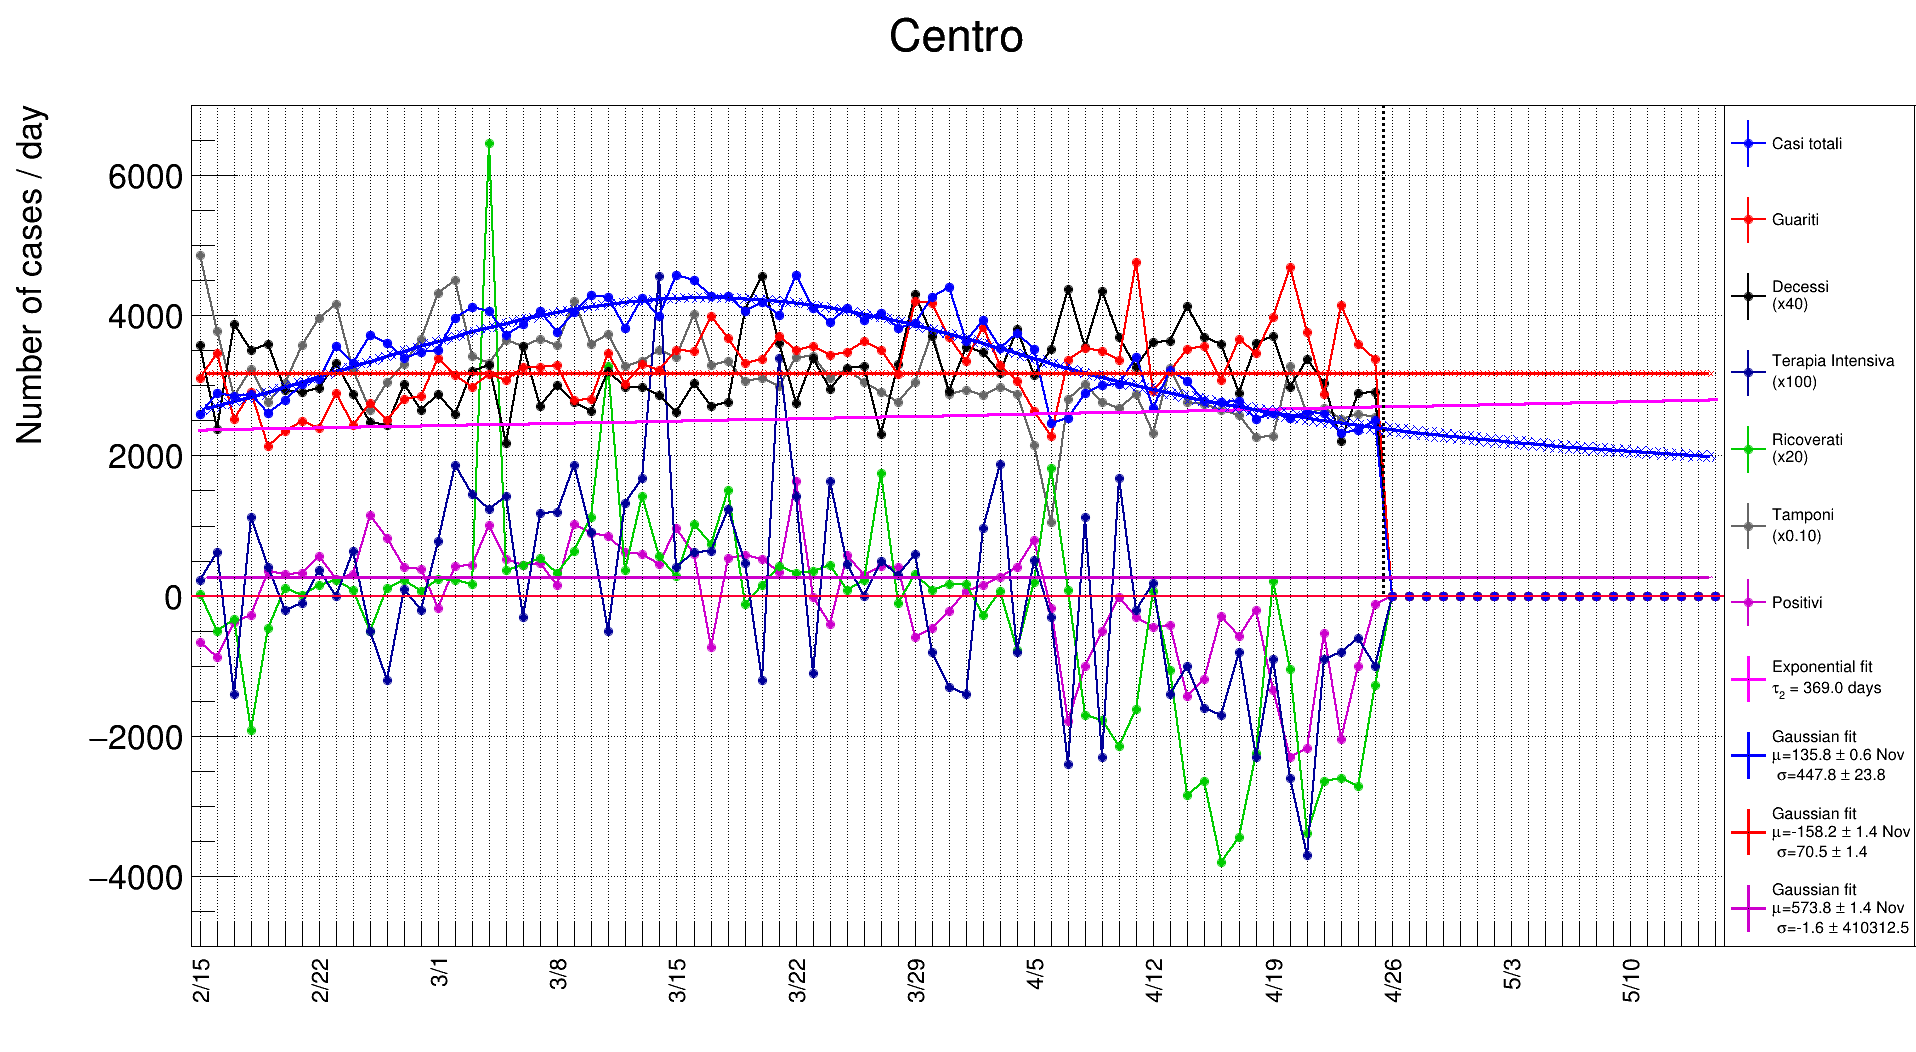 Centro
Number of cases / day
6000
4000
2000
0
−2000
−4000
2/15
2/22
3/1
3/8
3/15
3/22
3/29
4/5
4/12
4/19
4/26
5/3
5/10
Casi totali
Guariti
Decessi
(x40)
Terapia Intensiva
(x100)
Ricoverati
(x20)
Tamponi
(x0.10)
Positivi
Exponential fit
τ2 = 369.0 days
Gaussian fit
μ=135.8 ± 0.6 Nov
σ=447.8 ± 23.8
Gaussian fit
μ=-158.2 ± 1.4 Nov
σ=70.5 ± 1.4
Gaussian fit
μ=573.8 ± 1.4 Nov
σ=-1.6 ± 410312.5